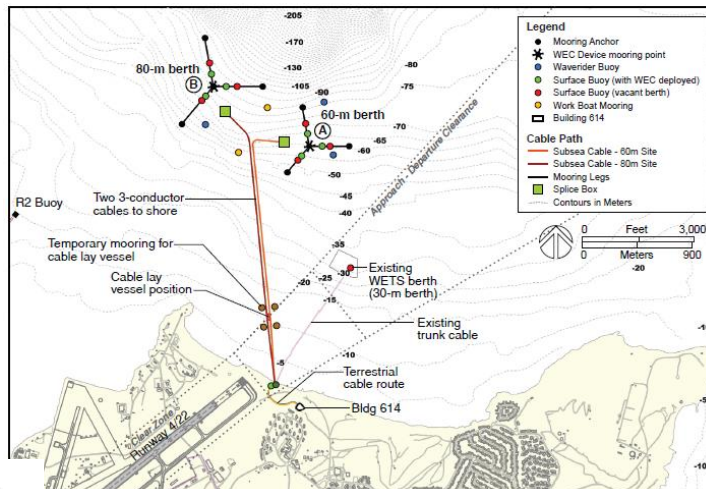 -205
-170
-130
-105
-90
-80
-75
-70
-65
-60
-50
-45
-40
-35
-30
-25
-20
-15
-10
-5
-20
-5
-10
80-m berth
B
60-m berth
A
Two 3-conductor
cables to shore
R2 Buoy
Temporary mooring for
cable lay vessel
Cable lay
vessel position
Approach - Departure Clearance
Existing
WETS berth
(30-m berth)
Existing
trunk cable
Terrestrial
cable route
Bldg 614
Clear Zone
Runway 4/22
Legend
Mooring Anchor
WEC Device mooring point
Waverider Buoy
Surface Buoy (with WEC deployed)
Surface Buoy (vacant berth)
Work Boat Mooring
Building 614
Cable Path
Subsea Cable - 60m Site
Subsea Cable - 80m Site
Mooring Legs
Splice Box
Contours in Meters
0 Feet 3,000
0 Meters 900